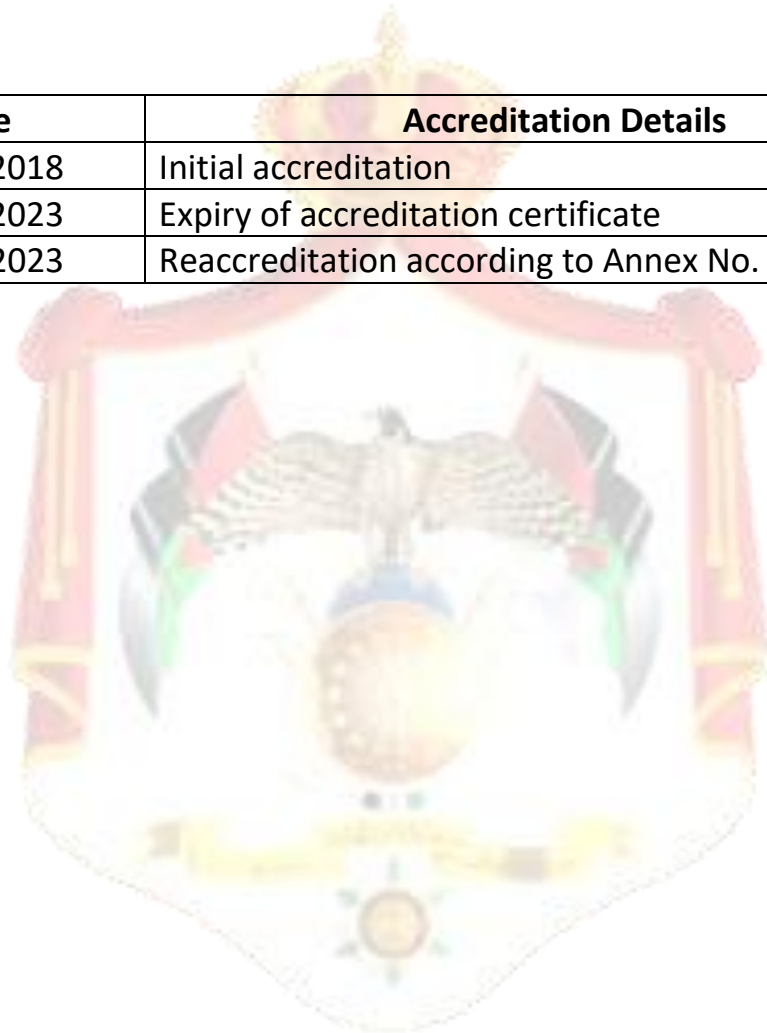 e Accreditation Details
2018 Initial accreditation
2023 Expiry of accreditation certificate
2023 Reaccreditation according to Annex No.